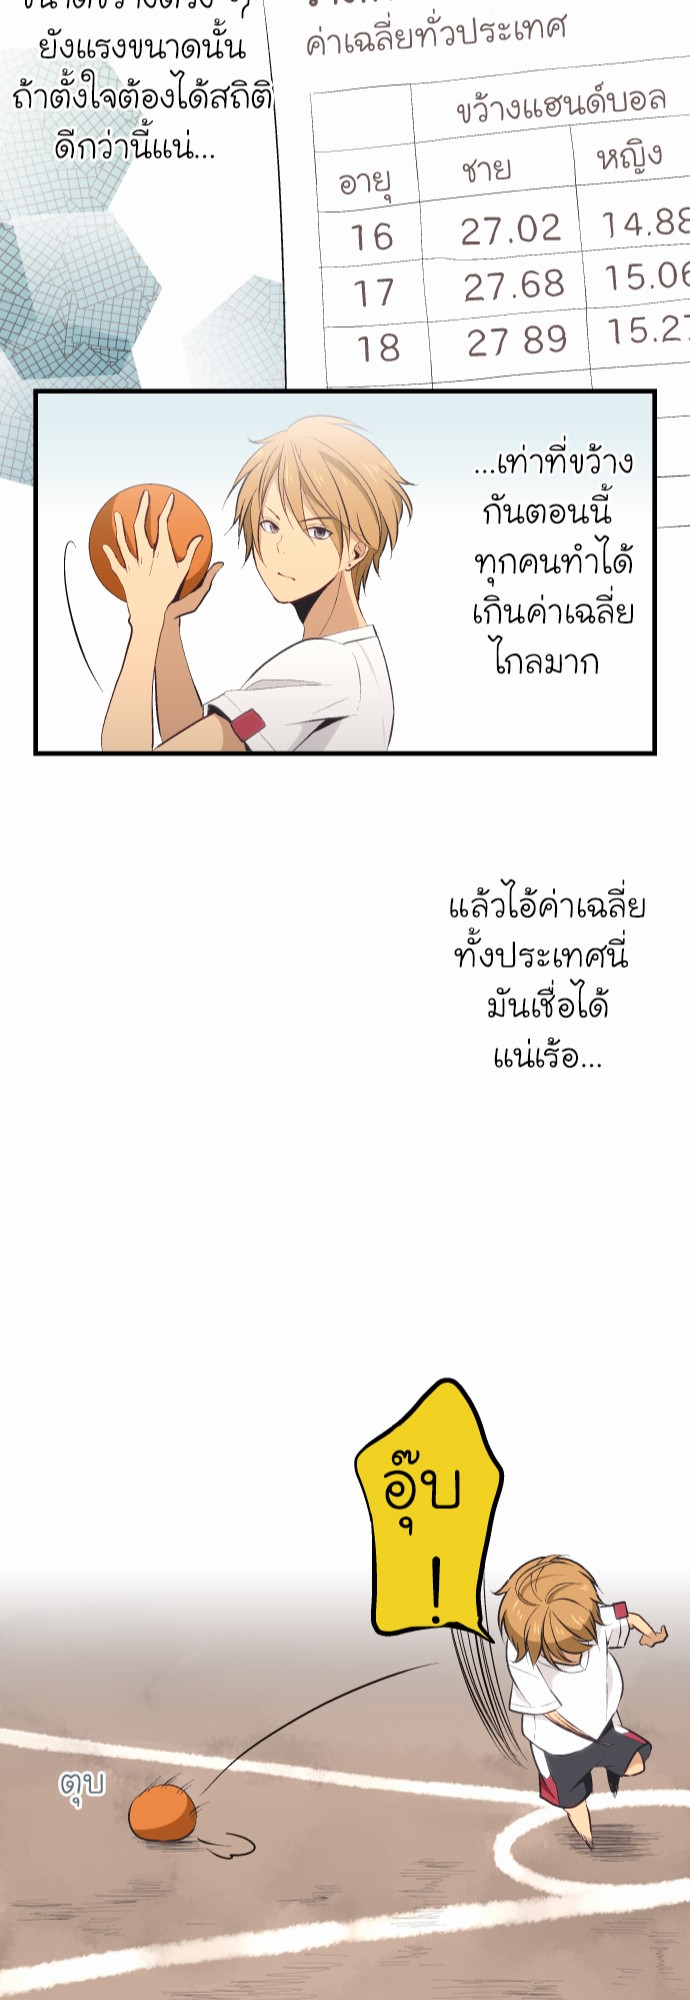 ยังแรงขนาดนั้น
ถ้าตั้งใจต้องได้สถิติ
ดีกว่านี้แน่...
ค่าเฉลี่ยทั่วประเทศ
ขว้างแฮนด์บอล
อายุ ชาย หญิง
16 27.02 14.88
17 27.68 15.06
18 27 89 15.27
...เท่าที่ขว้าง
กันตอนนี้
ทุกคนทำได้
เกินค่าเฉลี่ย
ไกลมาก
แล้วไอ้ค่าเฉลี่ย
ทั้งประเทศนี่
มันเชื่อได้
แน่เร้อ...
อุ๊บ
!
ตุบ